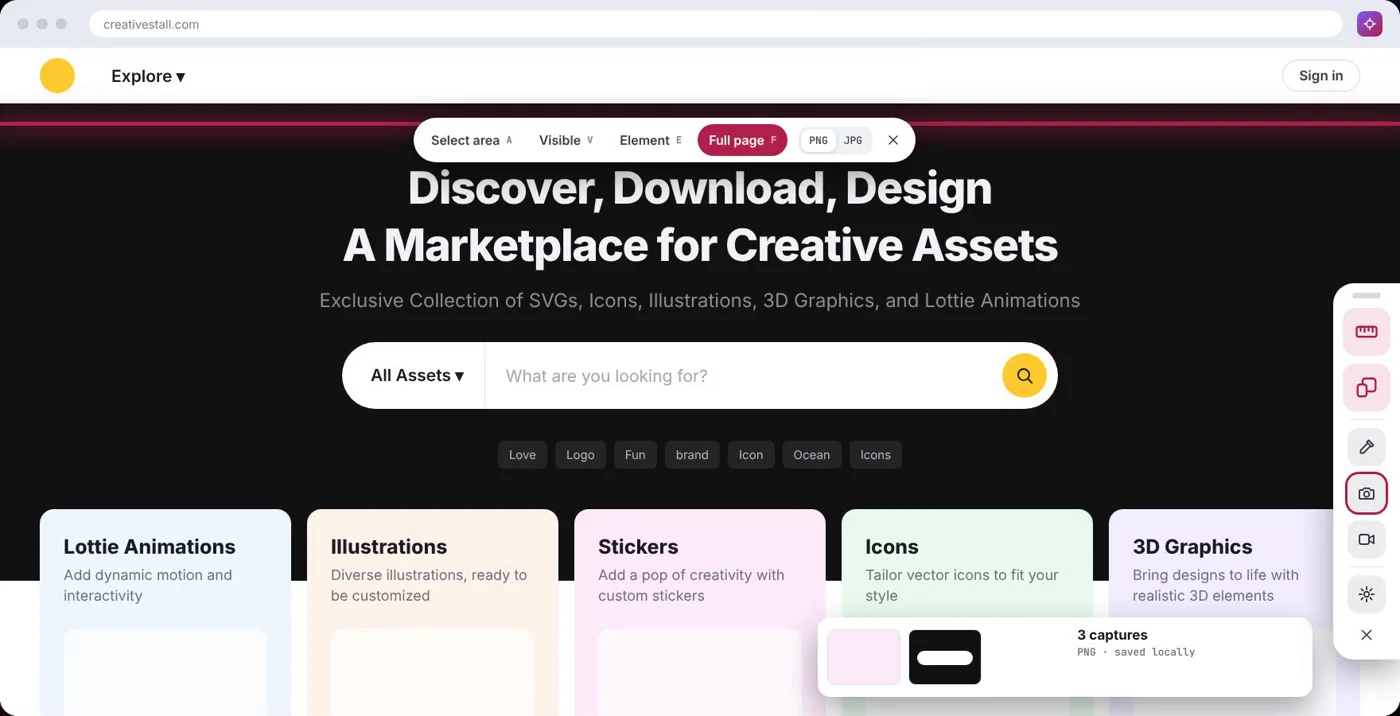 creativestall.com
Explore ▾
Sign in
Select area A
Visible V
Element E
Full page F
PNG
JPG
Discover, Download, Design
A Marketplace for Creative Assets
Exclusive Collection of SVGs, Icons, Illustrations, 3D Graphics, and Lottie Animations
All Assets ▾
What are you looking for?
Love
Logo
Fun
brand
Icon
Ocean
Icons
Lottie Animations
Add dynamic motion and
interactivity
Illustrations
Diverse illustrations, ready to
be customized
Stickers
Add a pop of creativity with
custom stickers
Icons
Tailor vector icons to fit your
style
3D Graphics
Bring designs to life with
realistic 3D elements
3 captures
PNG · saved locally